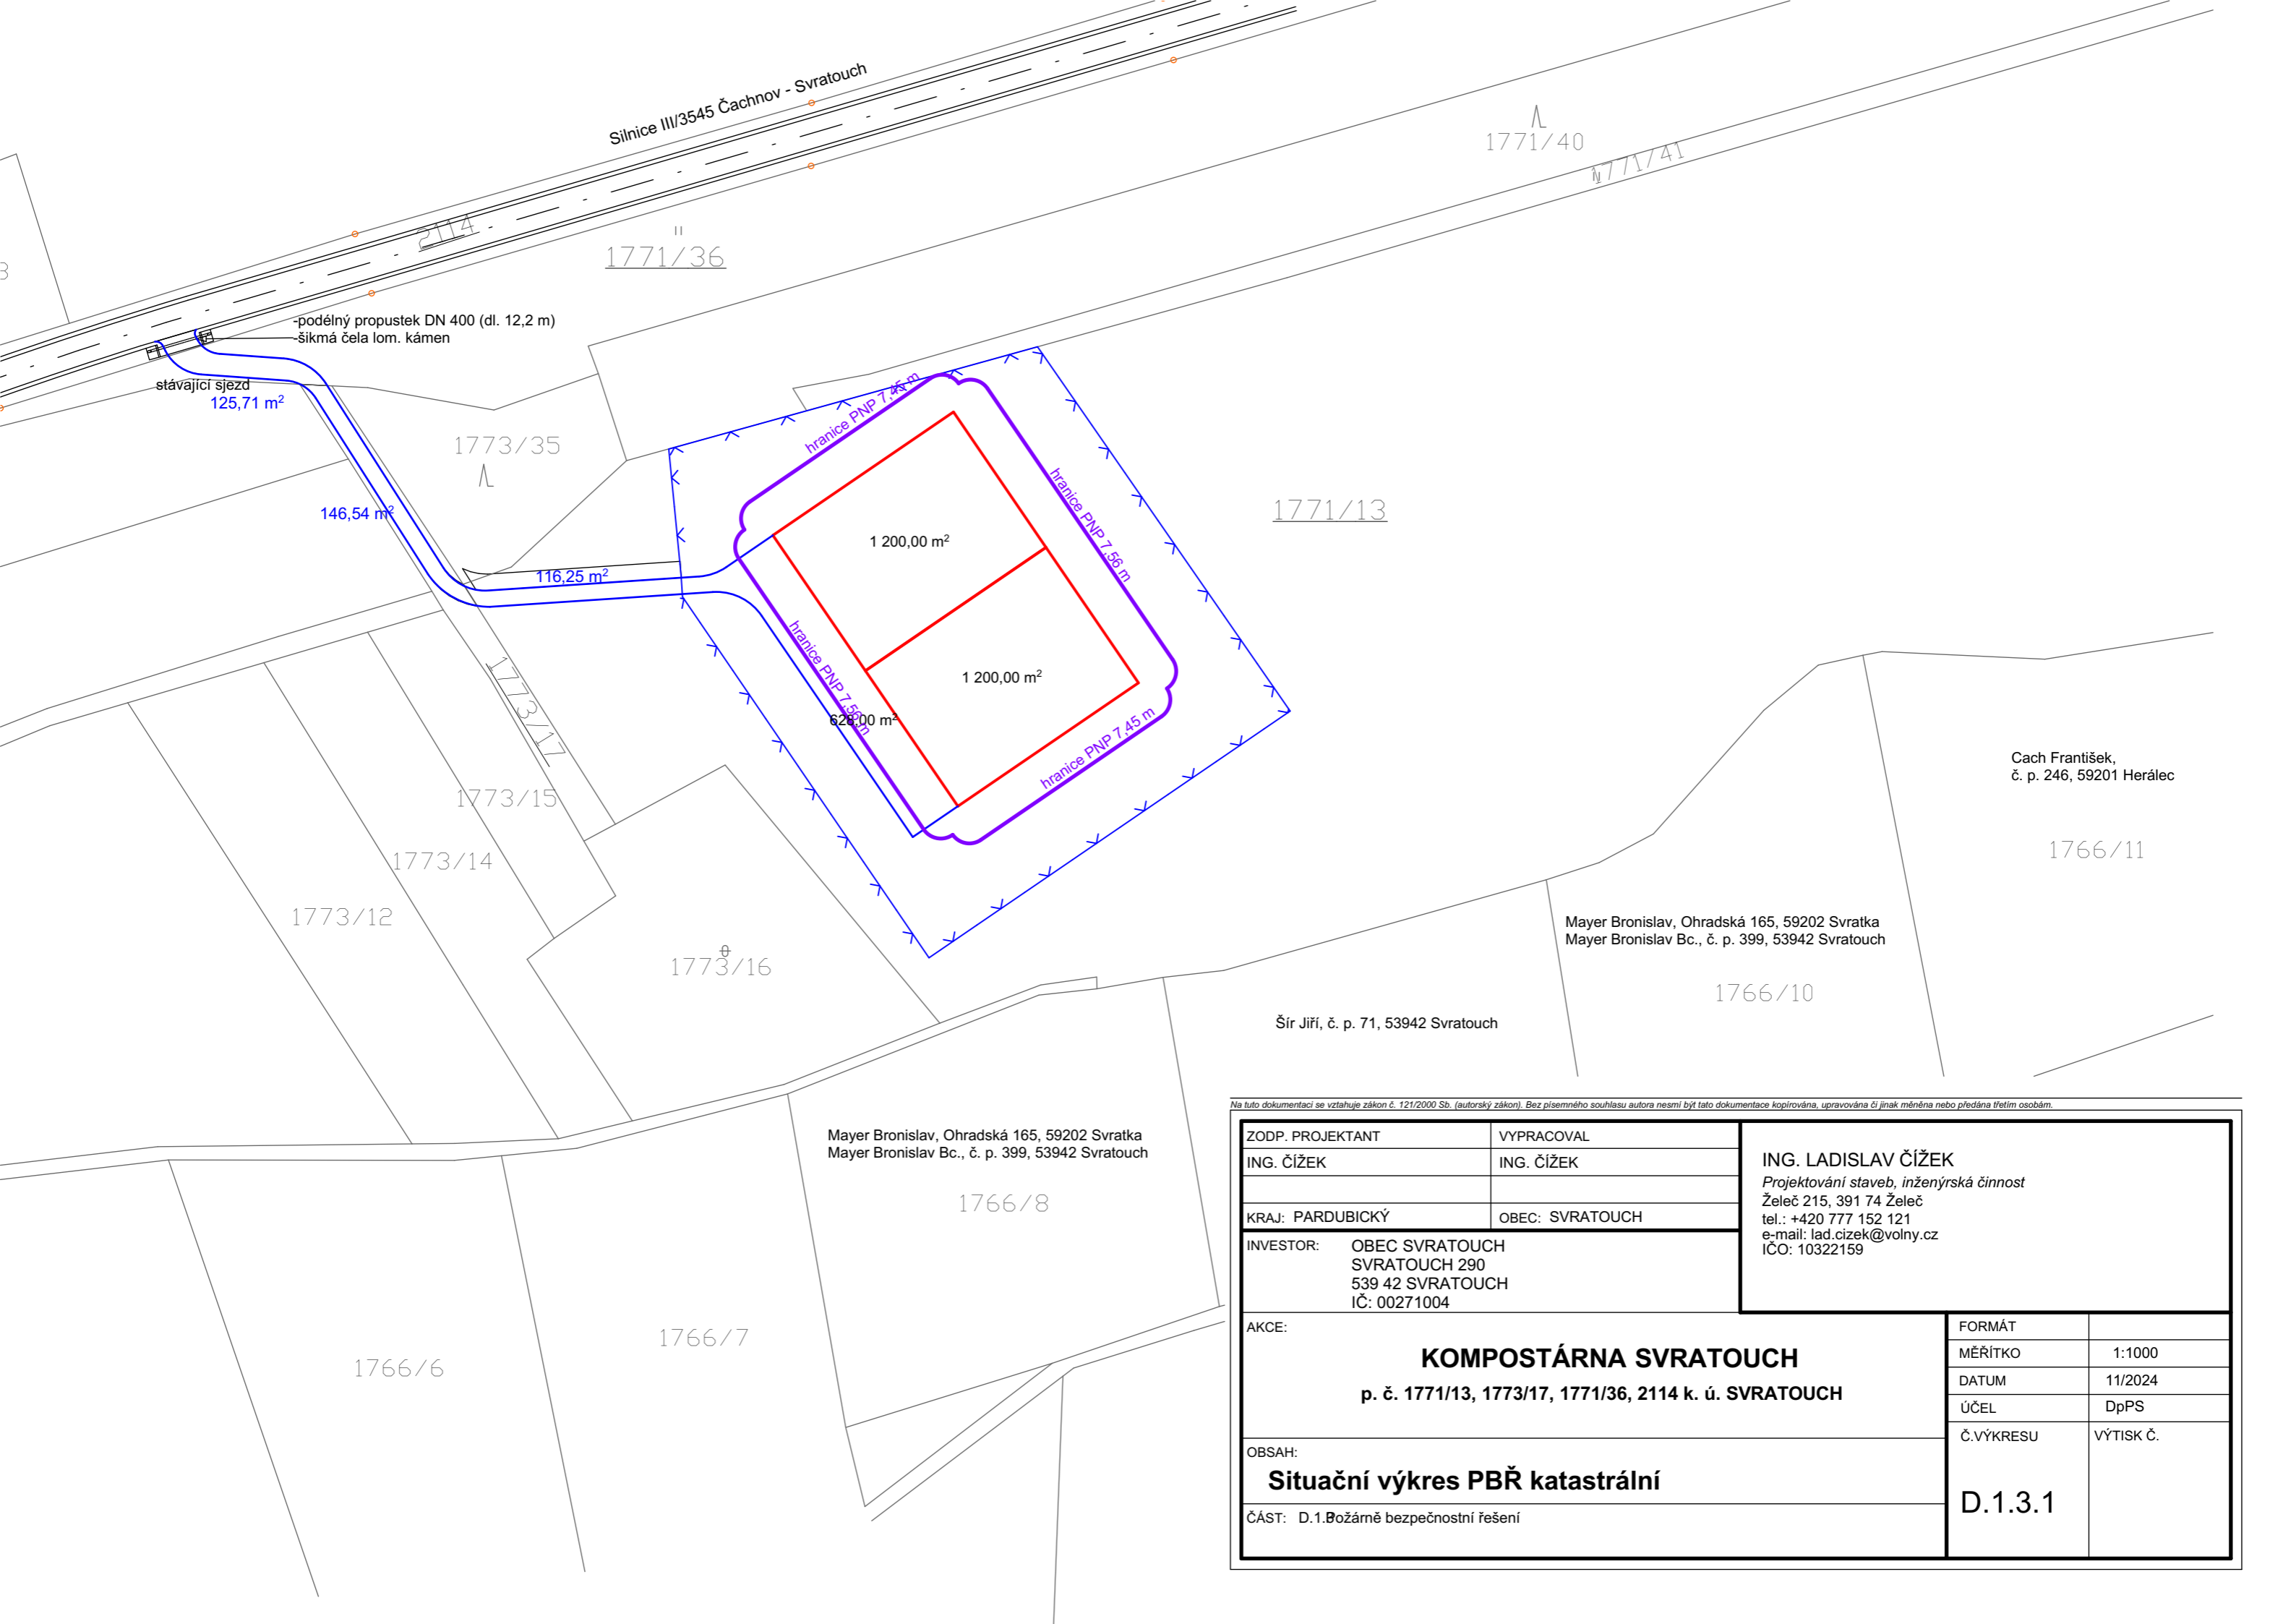 Silnice III/3545 Čachnov - Svratouch
2114
1771/36
1771/40
1771/41
3
-podélný propustek DN 400 (dl. 12,2 m)
-šikmá čela lom. kámen
stávající sjezd
125,71 m²
1773/35
146,54 m²
116,25 m²
hranice PNP 7,45 m
hranice PNP 7,56 m
1 200,00 m²
1 200,00 m²
hranice PNP 7,56 m
628,00 m²
hranice PNP 7,45 m
1771/13
1773/17
1773/15
1773/14
1773/12
1773/16
Cach František,
č. p. 246, 59201 Herálec
1766/11
Mayer Bronislav, Ohradská 165, 59202 Svratka
Mayer Bronislav Bc., č. p. 399, 53942 Svratouch
1766/10
Šír Jiří, č. p. 71, 53942 Svratouch
Mayer Bronislav, Ohradská 165, 59202 Svratka
Mayer Bronislav Bc., č. p. 399, 53942 Svratouch
1766/8
1766/7
1766/6
Na tuto dokumentaci se vztahuje zákon č. 121/2000 Sb. (autorský zákon). Bez písemného souhlasu autora nesmí být tato dokumentace kopírována, upravována či jinak měněna nebo předána třetím osobám.
ZODP. PROJEKTANT
VYPRACOVAL
ING. ČÍŽEK
ING. ČÍŽEK
KRAJ: PARDUBICKÝ
OBEC: SVRATOUCH
ING. LADISLAV ČÍŽEK
Projektování staveb, inženýrská činnost
Želeč 215, 391 74 Želeč
tel.: +420 777 152 121
e-mail: lad.cizek@volny.cz
IČO: 10322159
INVESTOR: OBEC SVRATOUCH
SVRATOUCH 290
539 42 SVRATOUCH
IČ: 00271004
AKCE:
KOMPOSTÁRNA SVRATOUCH
p. č. 1771/13, 1773/17, 1771/36, 2114 k. ú. SVRATOUCH
FORMÁT
MĚŘÍTKO 1:1000
DATUM 11/2024
ÚČEL DpPS
Č.VÝKRESU
VÝTISK Č.
D.1.3.1
OBSAH:
Situační výkres PBŘ katastrální
ČÁST: D.1.3 Požárně bezpečnostní řešení